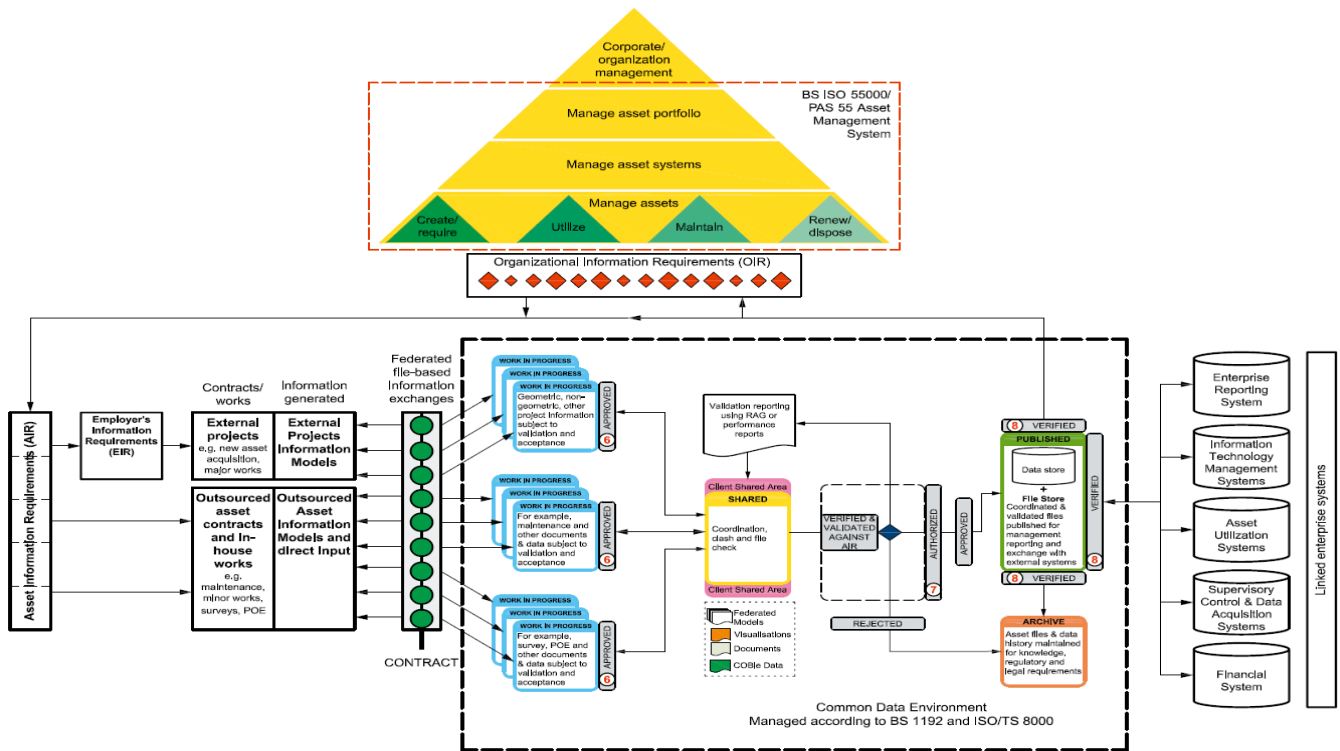 Corporate/
organization
management
BS ISO 55000/
PAS 55 Asset
Management
System
Manage asset portfolio
Manage asset systems
Manage assets
Create/
require
Utilize
Maintain
Renew/
dispose
Organizational Information Requirements (OIR)
Asset Information Requirements (AIR)
Employer's
Information
Requirements
(EIR)
Contracts/
works
Information
generated
Federated
file-based
Information
exchanges
External
projects
e.g, new asset
acquisition,
major works
External
Projects
Information
Models
Outsourced
asset
contracts
and In-
house
works
e.g.
maintenance,
minor works,
surveys, POE
Outsourced
Asset
Information
Models and
direct Input
CONTRACT
WORK IN PROGRESS
WORK IN PROGRESS
WORK IN PROGRESS
Geometric, non-
geometric, other
project Information
subject to
validation and
acceptance
APPROVED
6
WORK IN PROGRESS
WORK IN PROGRESS
WORK IN PROGRESS
For example,
maintenance and
other documents
& data subject to
validation and
acceptance
APPROVED
6
WORK IN PROGRESS
WORK IN PROGRESS
WORK IN PROGRESS
For example,
survey, POE and
other documents
& data subject to
validation and
acceptance
APPROVED
6
Validation reporting
using RAG or
performance
reports
Client Shared Area
SHARED
Coordination,
clash and file
check
Client Shared Area
Federated
Models
Visualisations
Documents
COBie Data
VERIFIED &
VALIDATED
AGAINST
AIR
AUTHORIZED
7
APPROVED
REJECTED
8 VERIFIED
PUBLISHED
Data store
+
File Store
Coordinated &
validated files
published for
management
reporting and
exchange with
external systems
VERIFIED
8
8 VERIFIED
ARCHIVE
Asset files & data
history maintained
for knowledge,
regulatory and
legal requirements
Common Data Environment
Managed according to BS 1192 and ISO/TS 8000
Enterprise
Reporting
System
Information
Technology
Management
Systems
Asset
Utilization
Systems
Supervisory
Control & Data
Acquisition
Systems
Financial
System
Linked enterprise systems